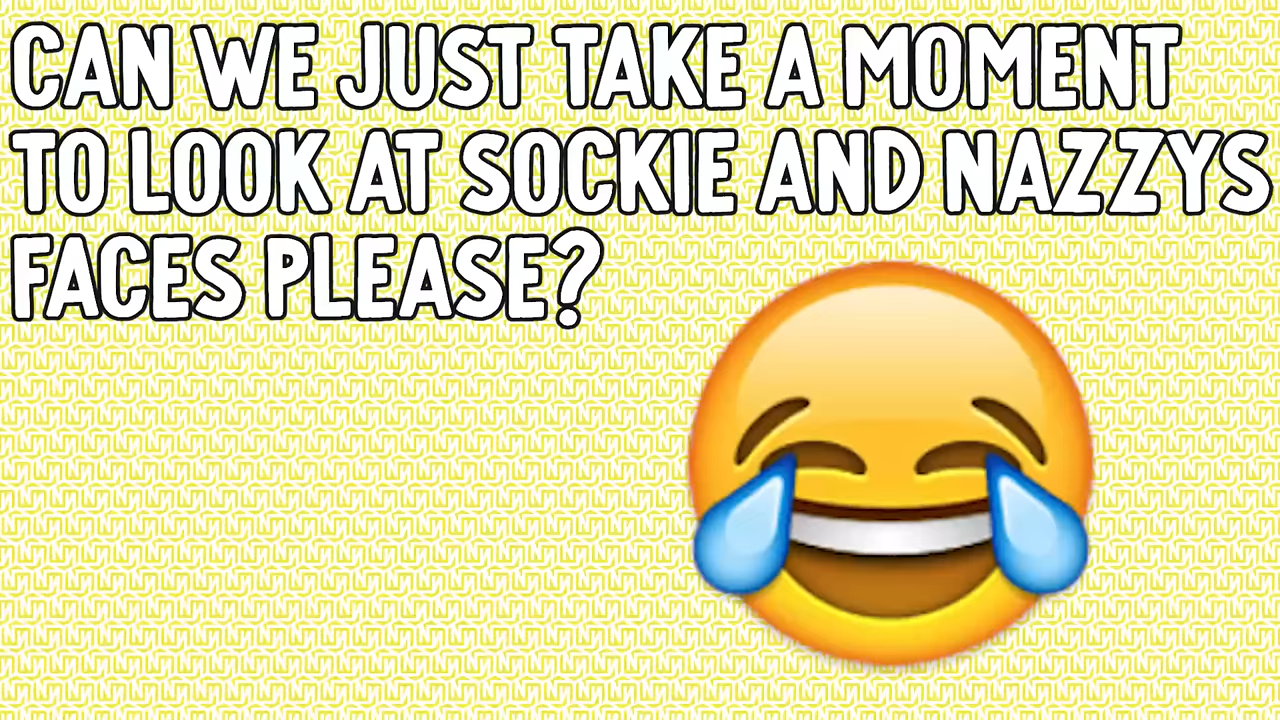 CAN WE JUST TAKE A MOMENT
TO LOOK AT SOCKIE AND NAZZYS
FACES PLEASE?